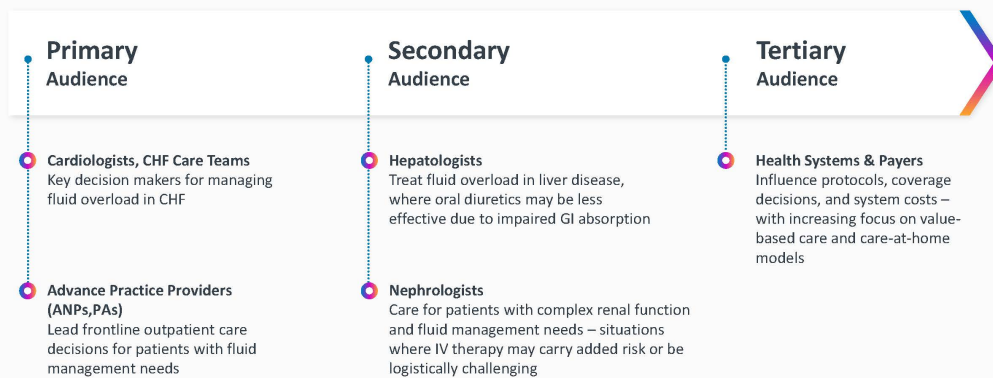 Primary
Audience
Secondary
Audience
Tertiary
Audience
Cardiologists, CHF Care Teams
Key decision makers for managing
fluid overload in CHF
Advance Practice Providers
(ANPs,PAs)
Lead frontline outpatient care
decisions for patients with fluid
management needs
Hepatologists
Treat fluid overload in liver disease,
where oral diuretics may be less
effective due to impaired GI absorption
Nephrologists
Care for patients with complex renal function
and fluid management needs – situations
where IV therapy may carry added risk or be
logistically challenging
Health Systems & Payers
Influence protocols, coverage
decisions, and system costs –
with increasing focus on value-
based care and care-at-home
models